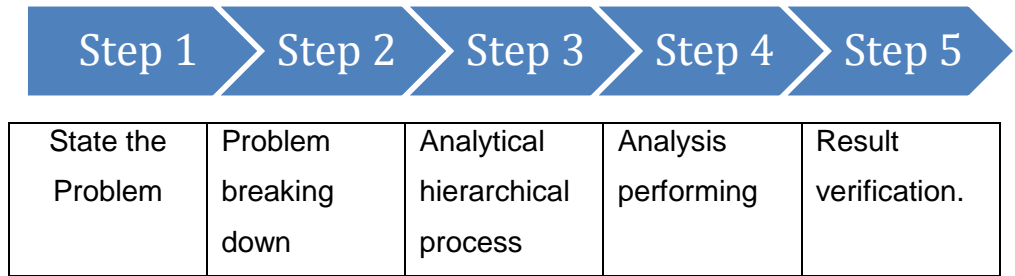 Step 1 Step 2 Step 3 Step 4 Step 5
State the
Problem
Problem
breaking
down
Analytical
hierarchical
process
Analysis
performing
Result
verification.